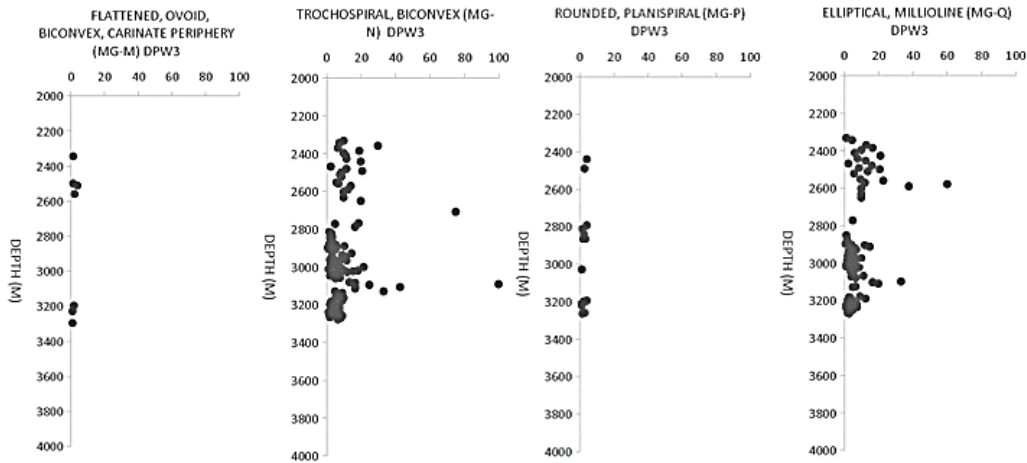 FLATTENED, OVOID,
BICONVEX, CARINATE PERIPHERY
(MG-M) DPW3
0 20 40 60 80 100
2000
2200
2400
2600
2800
3000
3200
3400
3600
3800
4000
DEPTH (M)
TROCHOSPIRAL, BICONVEX (MG-
N) DPW3
0 20 40 60 80 100
2000
2200
2400
2600
2800
3000
3200
3400
3600
3800
4000
DEPTH (M)
ROUNDED, PLANISPIRAL (MG-P)
DPW3
0 20 40 60 80 100
2000
2200
2400
2600
2800
3000
3200
3400
3600
3800
4000
DEPTH (M)
ELLIPTICAL, MILLIOLINE (MG-Q)
DPW3
0 20 40 60 80 100
2000
2200
2400
2600
2800
3000
3200
3400
3600
3800
4000
DEPTH (M)